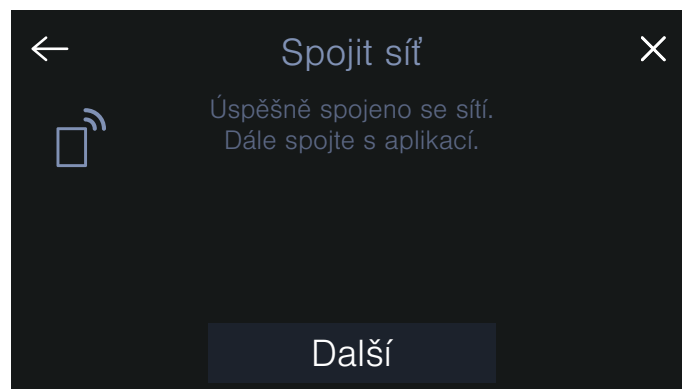 Spojit síť
Úspěšně spojeno se sítí.
Dále spojte s aplikací.
Další